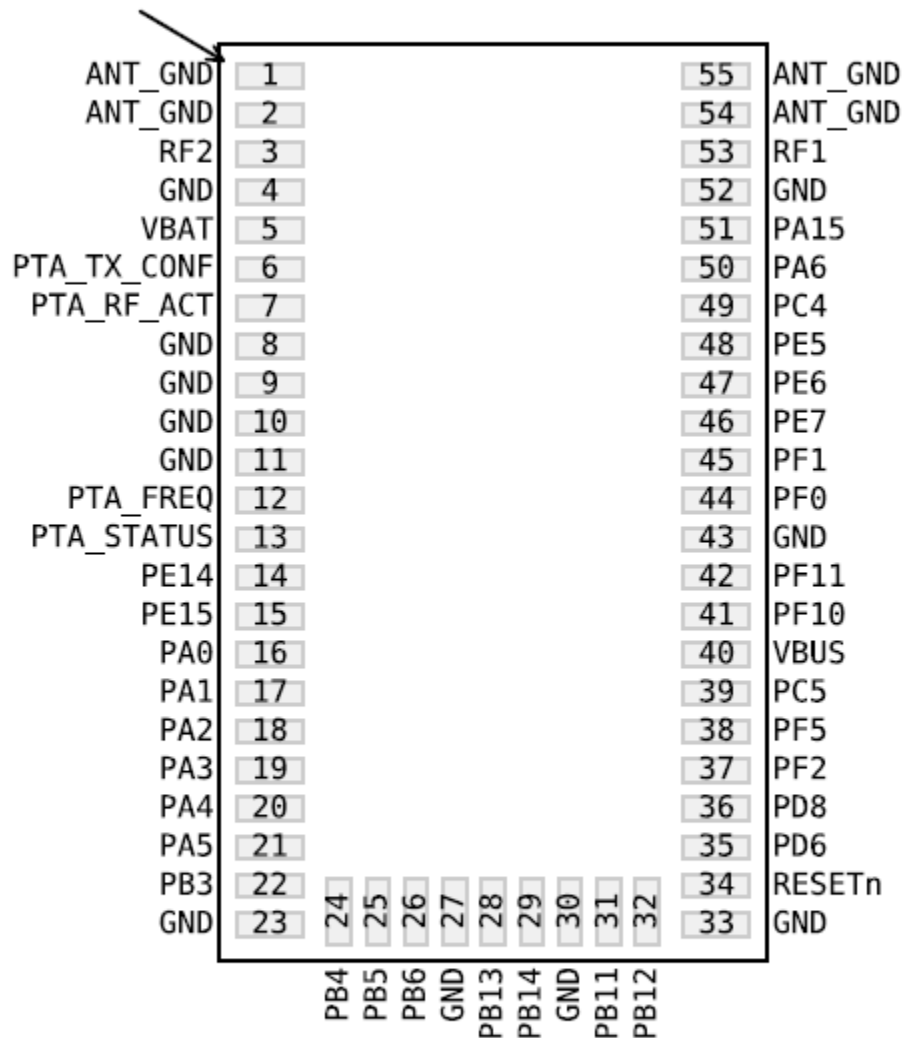 ANT_GND 1 55 ANT_GND
ANT_GND 2 54 ANT_GND
RF2 3 53 RF1
GND 4 52 GND
VBAT 5 51 PA15
PTA_TX_CONF 6 50 PA6
PTA_RF_ACT 7 49 PC4
GND 8 48 PE5
GND 9 47 PE6
GND 10 46 PE7
GND 11 45 PF1
PTA_FREQ 12 44 PF0
PTA_STATUS 13 43 GND
PE14 14 42 PF11
PE15 15 41 PF10
PA0 16 40 VBUS
PA1 17 39 PC5
PA2 18 38 PF5
PA3 19 37 PF2
PA4 20 36 PD8
PA5 21 35 PD6
PB3 22 34 RESETn
GND 23 33 GND
24 25 26 27 28 29 30 31 32
PB4 PB5 PB6 GND PB13 PB14 GND PB11 PB12